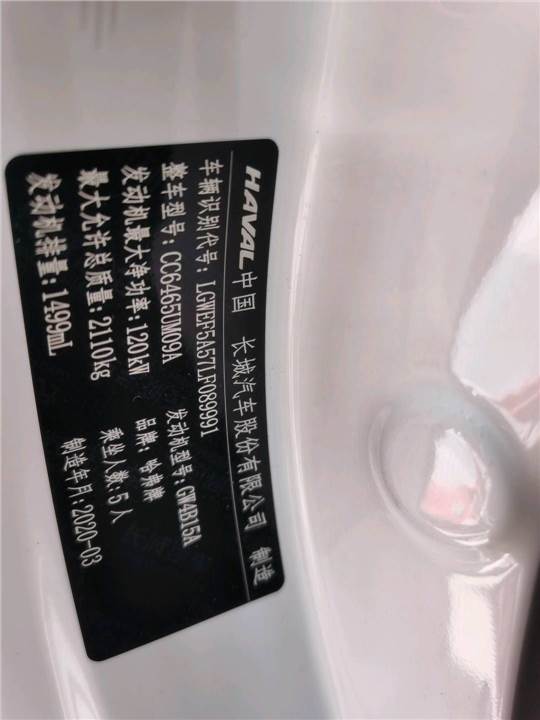 HAVAL 中国 长城汽车股份有限公司 制造
车辆识别代号: LGWEF5A57LF089991
整车型号: CC6465UM09A 发动机型号: GW4B15A
发动机最大净功率: 120kW 品牌: 哈弗牌
最大允许总质量: 2110kg 乘坐人数: 5人
发动机排量: 1499mL 制造年月: 2020-03